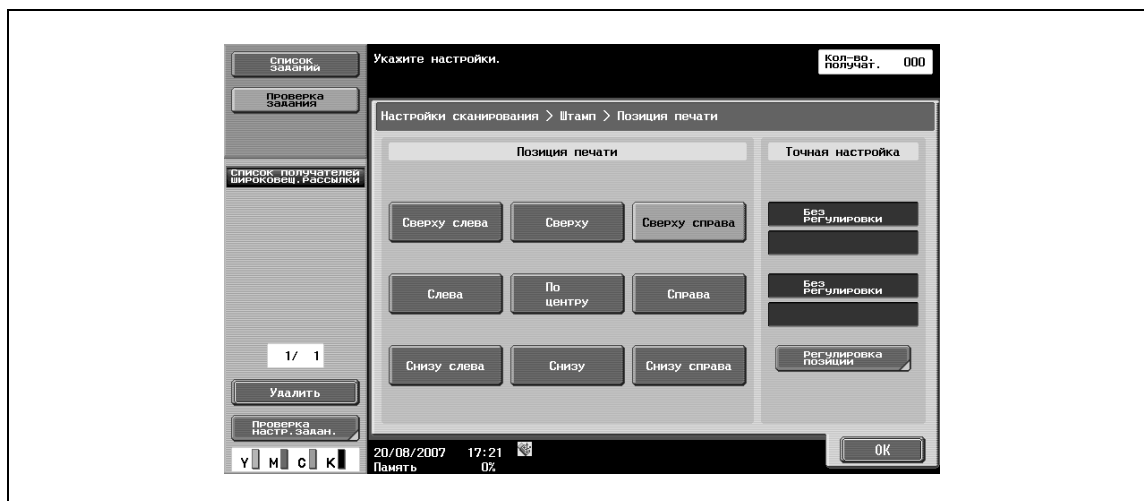 Список
заданий
Проверка
задания
Список получателей
широковещ.рассылки
1/ 1
Удалить
Проверка
настр.задан.
Y M C K
Укажите настройки.
Кол-во.
получат. 000
Настройки сканирования > Штамп > Позиция печати
Позиция печати
Сверху слева
Сверху
Сверху справа
Слева
По
центру
Справа
Снизу слева
Снизу
Снизу справа
Точная настройка
Без
Регулировки
Без
Регулировки
Регулировка
позиции
20/08/2007 17:21
Память 0%
OK